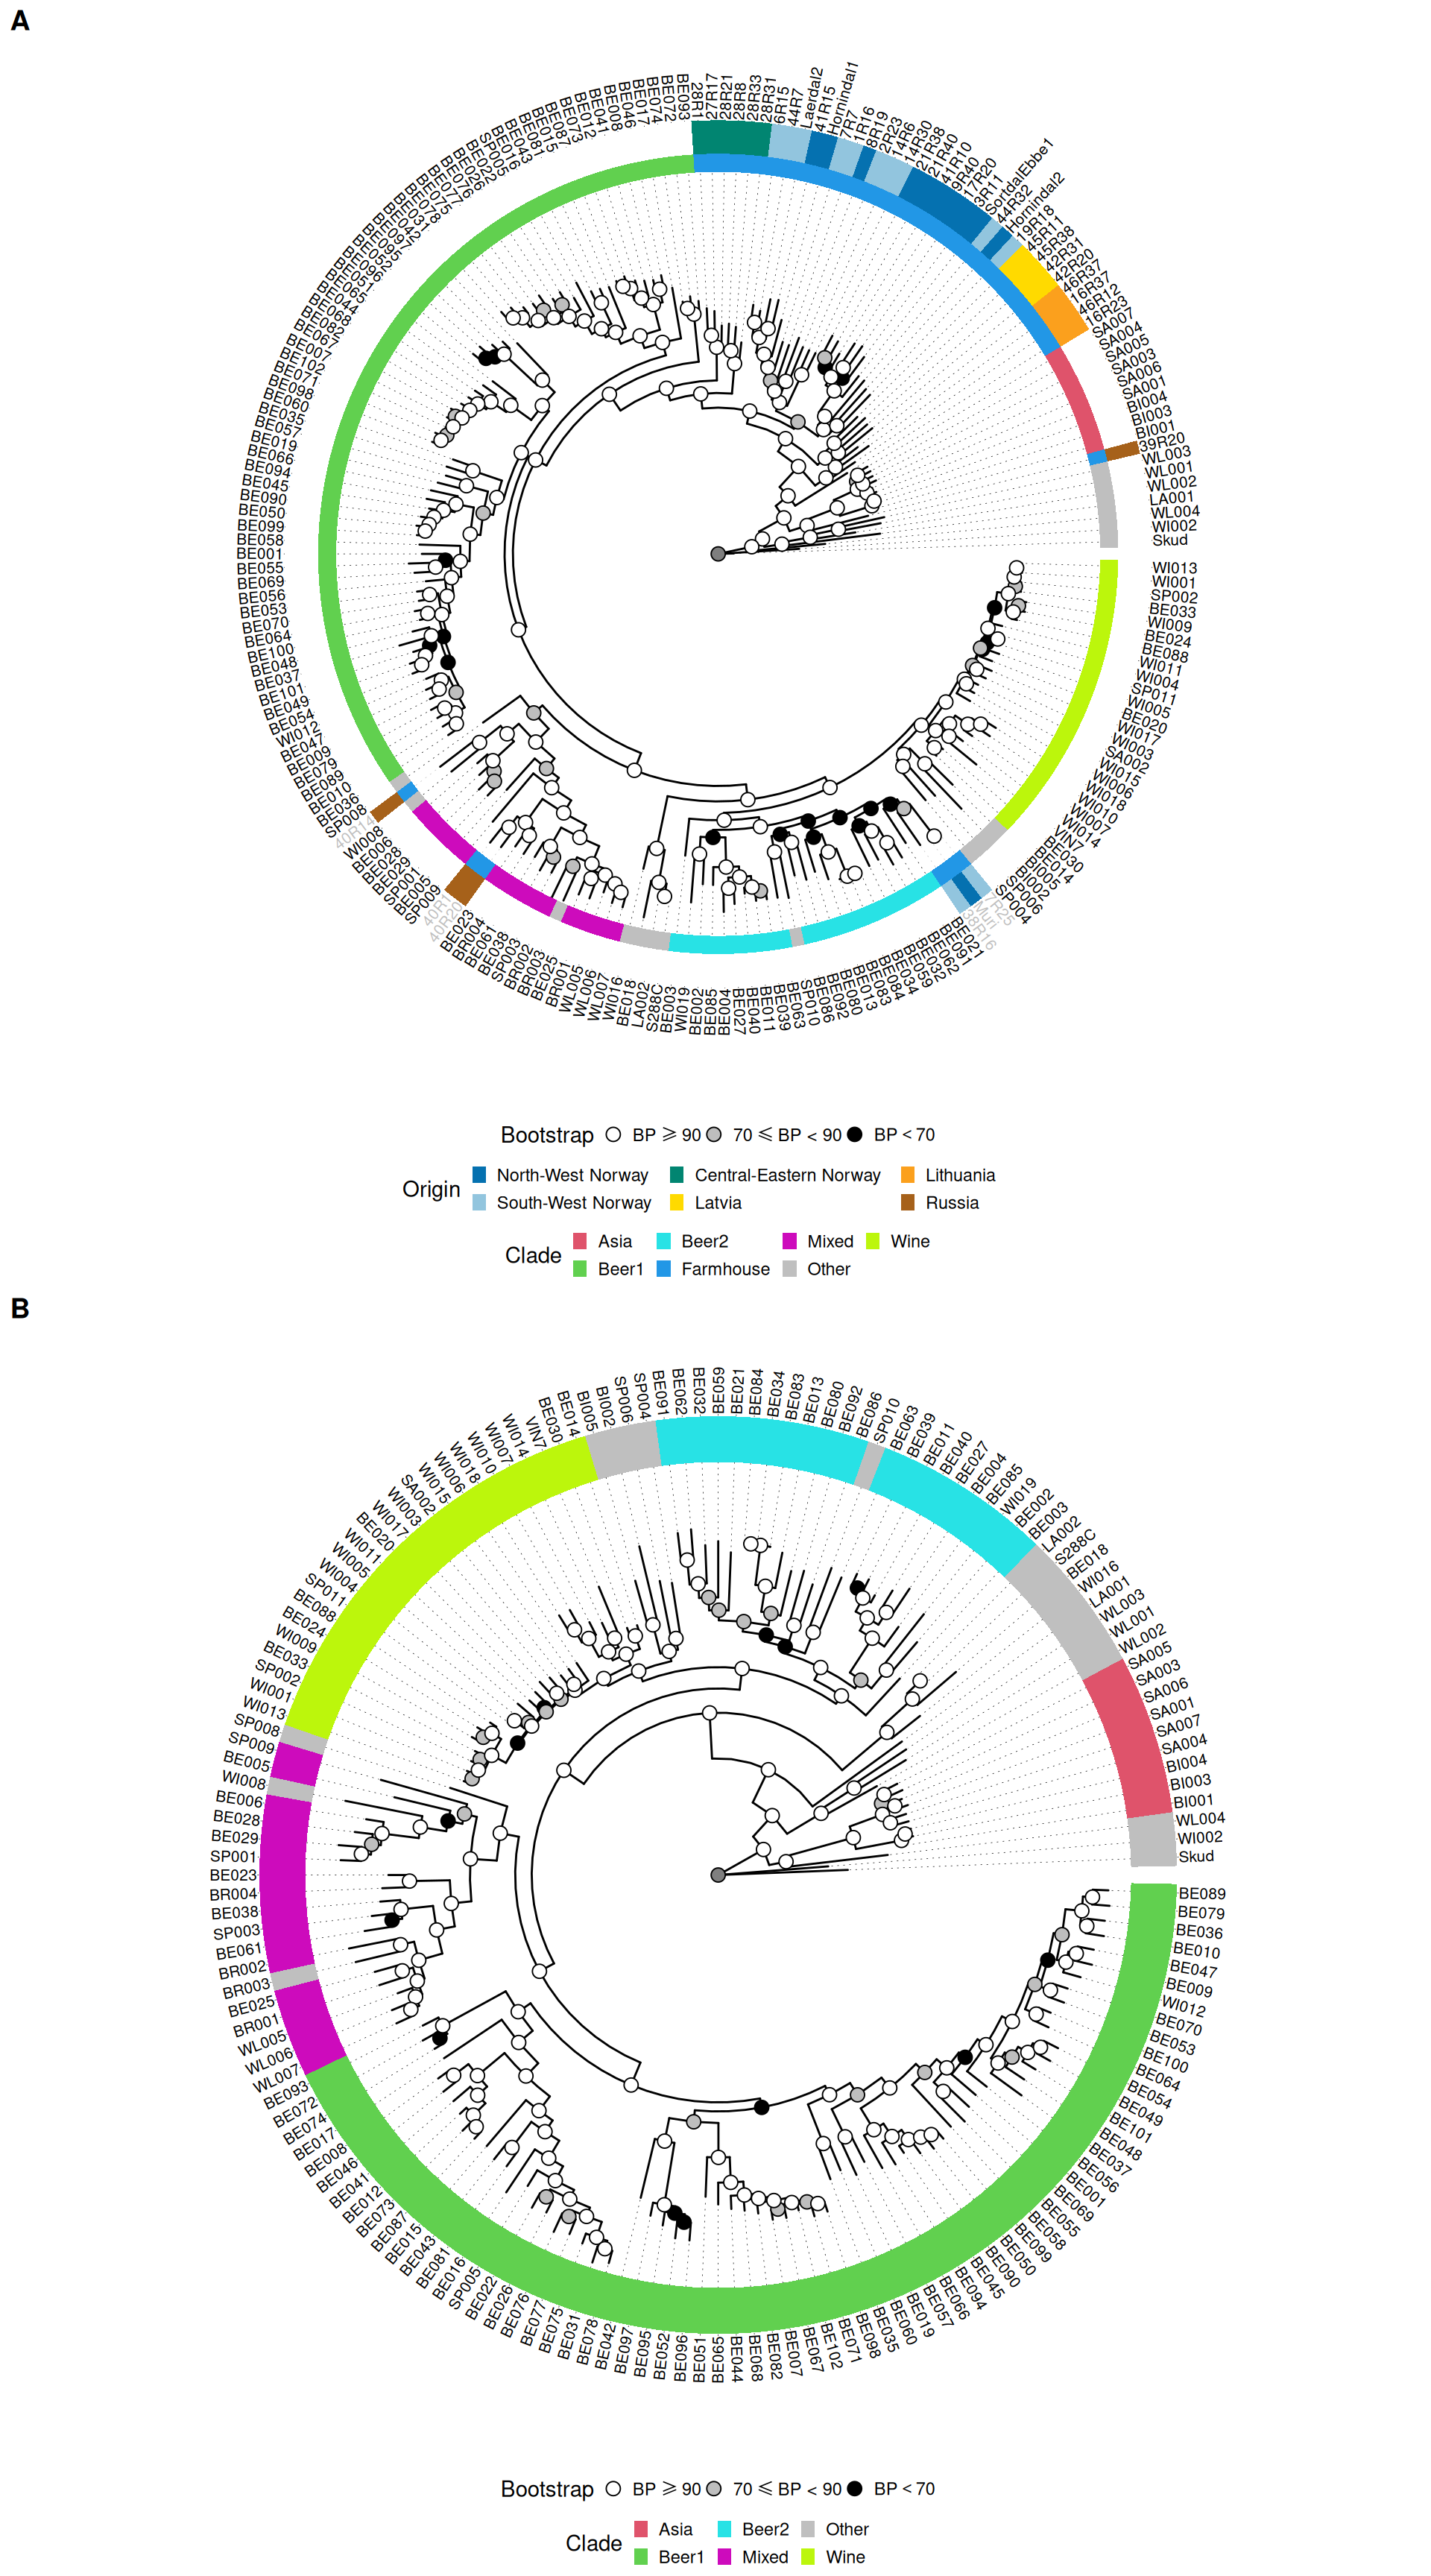 A
28R1
27R17
28R21
28R8
28R33
28R31
6R15
44R7
Laerdal2
41R15
Hornindal1
7R7
1R16
8R19
2R23
14R6
14R30
21R38
21R40
41R10
9R40
17R20
3R11
SortdalEbbe1
44R32
Hornindal2
19R18
45R11
45R38
42R31
42R20
46R37
16R37
46R12
16R23
SA007
SA004
SA005
SA003
SA006
SA001
BI004
BI003
BI001
39R20
WL003
WL001
WL002
LA001
WL004
WI002
Skud
WI013
WI001
SP002
BE033
WI009
BE024
BE088
WI011
WI004
SP011
WI005
BE020
WI017
WI003
SA002
WI015
WI006
WI018
WI010
WI007
WI014
VIN7
BE030
BE014
BI005
BI002
SP006
SP004
38R16
BE021
BE091
BE062
BE032
BE059
BE034
BE084
BE083
BE013
BE080
BE092
BE086
SP010
BE063
BE039
BE011
BE040
BE027
BE004
BE085
BE002
WI019
BE003
S288C
LA002
BE018
WI016
WL007
WL006
WL005
BR001
BE025
BR003
BR002
SP003
BE038
BE061
BR004
BE023
40R20
SP009
BE005
SP001
BE029
BE028
BE006
WI008
40R14
SP008
BE036
BE010
BE089
BE079
BE009
BE047
WI012
BE054
BE049
BE101
BE037
BE048
BE100
BE064
BE070
BE053
BE056
BE069
BE055
BE001
BE058
BE099
BE050
BE090
BE045
BE094
BE066
BE019
BE057
BE035
BE060
BE098
BE071
BE102
BE007
BE067
BE082
BE022
SP005
BE016
BE043
BE081
BE015
BE087
BE073
BE012
BE041
BE008
BE046
BE017
BE074
BE072
BE093
Bootstrap BP ⩾ 90 70 ⩽ BP < 90 BP < 70
Origin
North-West Norway Central-Eastern Norway Lithuania
South-West Norway Latvia Russia
Clade
Asia Beer2 Mixed Wine
Beer1 Farmhouse Other
B
BE091
BE062
BE032
BE059
BE021
BE084
BE034
BE083
BE013
BE080
BE092
BE086
SP010
BE063
BE039
BE011
BE040
BE027
BE004
BE085
WI019
BE002
BE003
LA002
S288C
BE018
WI016
LA001
WL003
WL001
WL002
SA005
SA003
SA006
SA001
SA007
SA004
BI004
BI003
BI001
WL004
WI002
Skud
BE089
BE079
BE036
BE010
BE047
BE009
WI012
BE070
BE053
BE100
BE064
BE054
BE049
BE101
BE048
BE037
BE056
BE001
BE069
BE055
BE058
BE099
BE050
BE090
BE045
BE094
BE066
BE057
BE019
BE060
BE035
BE098
BE071
BE102
BE067
BE007
BE082
BE068
BE044
BE065
BE051
BE096
BE052
BE095
BE097
BE042
BE078
BE031
BE075
BE077
BE076
BE026
BE022
SP005
BE016
BE081
BE043
BE015
BE087
BE073
BE012
BE041
BE046
BE008
BE017
BE074
BE072
BE093
WL007
WL006
WL005
BR001
BE025
BR003
BR002
BE061
SP003
BE038
BR004
BE023
SP001
BE029
BE028
BE006
WI008
BE005
SP009
SP008
WI013
WI001
SP002
BE033
WI009
BE024
BE088
SP011
WI004
WI005
WI011
BE020
WI017
WI003
SA002
WI015
WI006
WI018
WI010
WI007
WI014
VIN7
BE030
BE014
BI005
BI002
SP006
SP004
Bootstrap BP ⩾ 90 70 ⩽ BP < 90 BP < 70
Clade
Asia Beer2 Other
Beer1 Mixed Wine